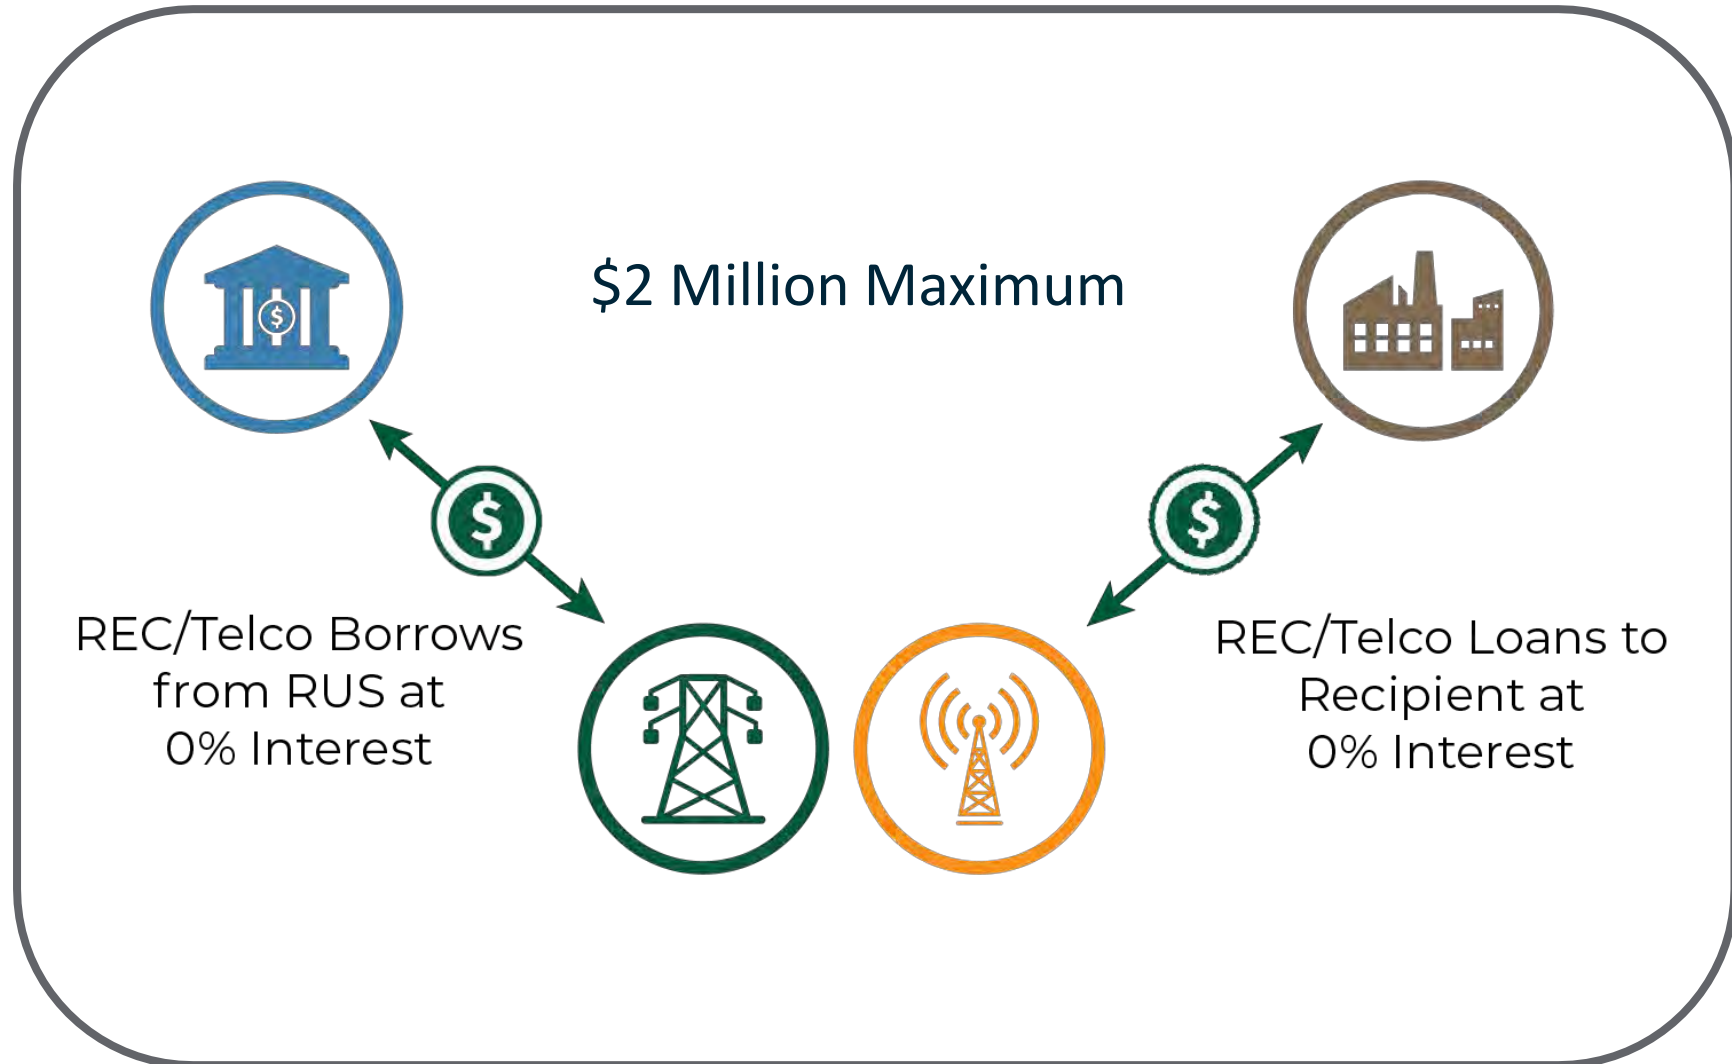 $2 Million Maximum
$
$
$
REC/Telco Borrows
from RUS at
0% Interest
REC/Telco Loans to
Recipient at
0% Interest